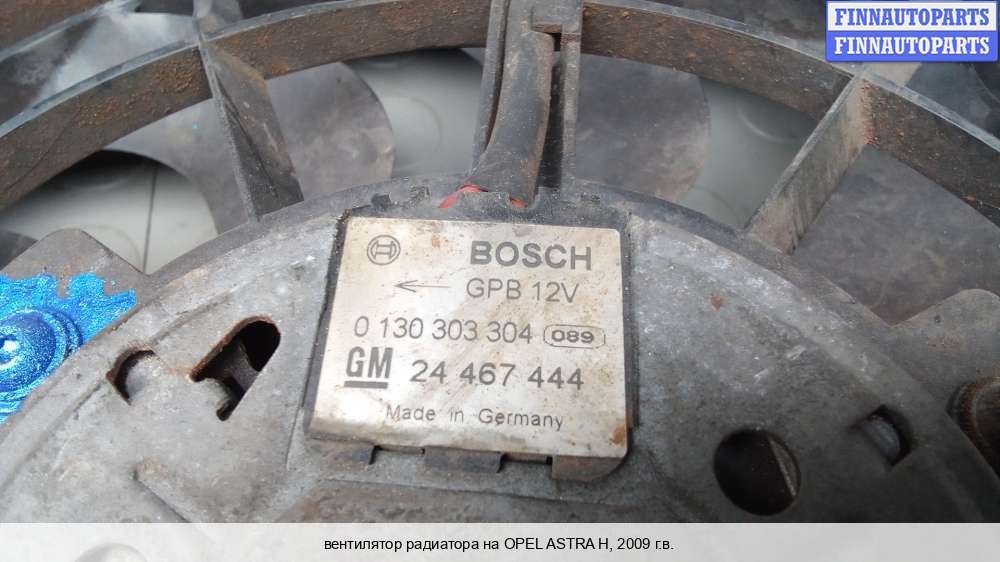 FINNAUTOPARTS
FINNAUTOPARTS
BOSCH
GPB 12V
0 130 303 304 089
GM 24 467 444
Made in Germany
вентилятор радиатора на OPEL ASTRA H, 2009 г.в.